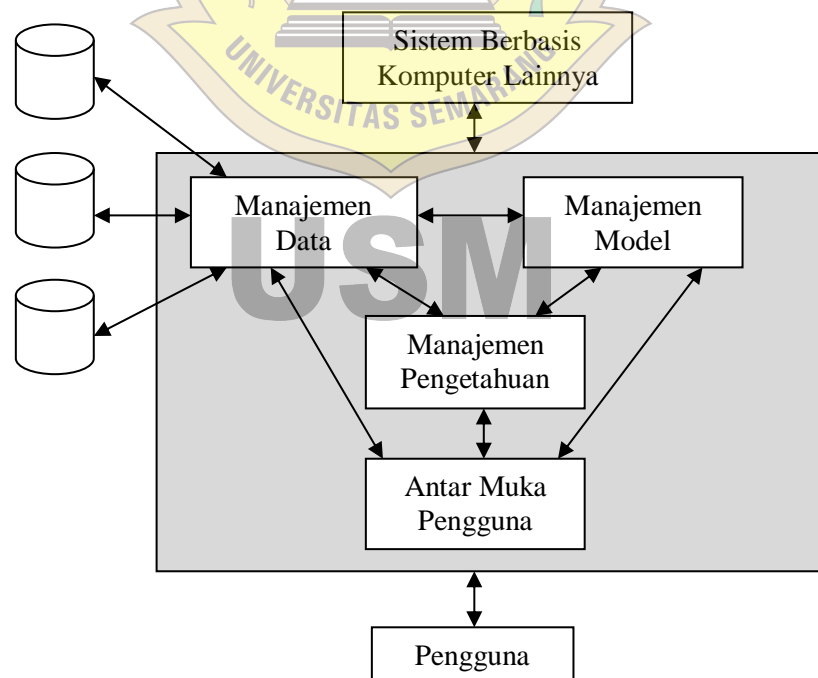 Sistem Berbasis
Komputer Lainnya
UNIVERSITAS SEMARANG
Manajemen
Data
Manajemen
Model
USM
Manajemen
Pengetahuan
Antar Muka
Pengguna
Pengguna